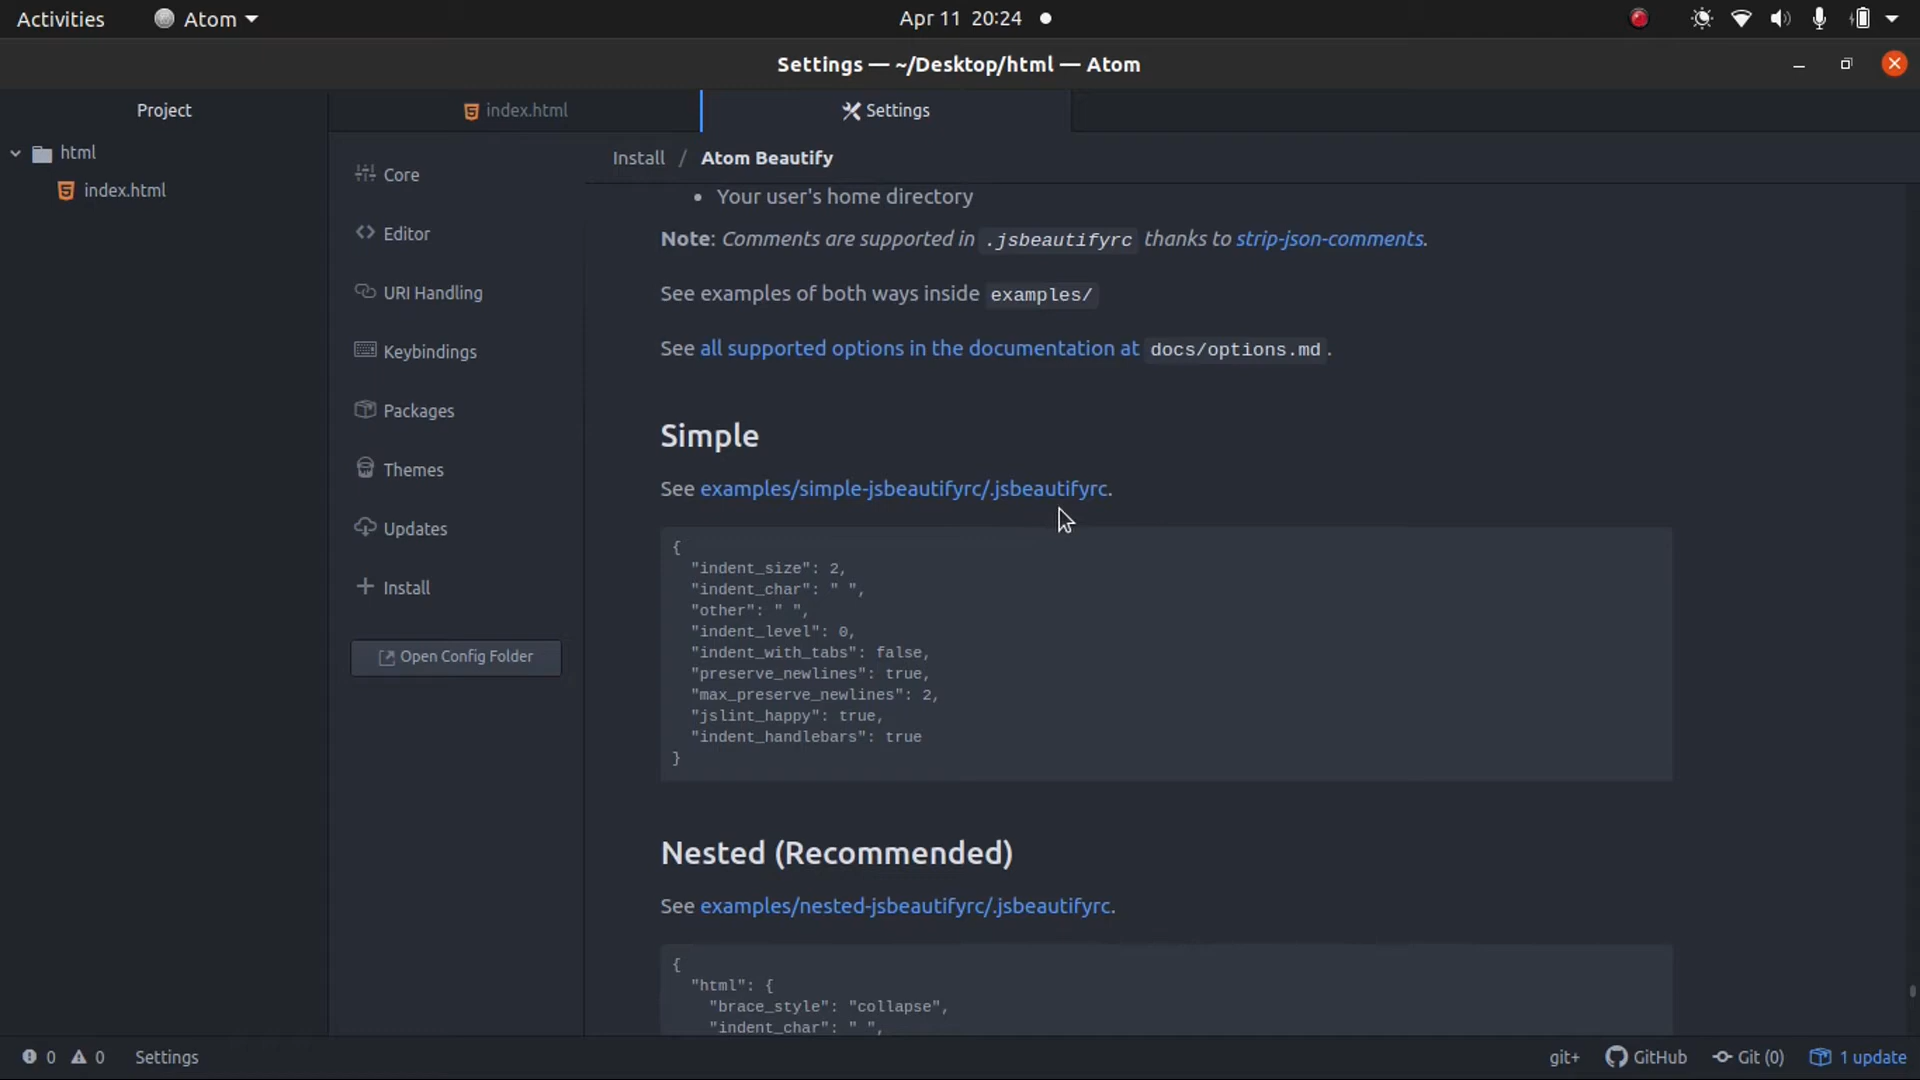 Activities
Atom
Apr 11 20:24
Settings — ~/Desktop/html — Atom
Project
index.html
Settings
html
index.html
Core
Editor
URI Handling
Keybindings
Packages
Themes
Updates
Install
Open Config Folder
Install / Atom Beautify
• Your user's home directory
Note: Comments are supported in .jsbeautifyrc thanks to strip-json-comments.
See examples of both ways inside examples/
See all supported options in the documentation at docs/options.md.
Simple
See examples/simple-jsbeautifyrc/.jsbeautifyrc.
{
"indent_size": 2,
"indent_char": " ",
"other": " ",
"indent_level": 0,
"indent_with_tabs": false,
"preserve_newlines": true,
"max_preserve_newlines": 2,
"jslint_happy": true,
"indent_handlebars": true
}
Nested (Recommended)
See examples/nested-jsbeautifyrc/.jsbeautifyrc.
{
"html": {
"brace_style": "collapse",
"indent_char": " ",
0 0 Settings
git+ GitHub Git (0) 1 update